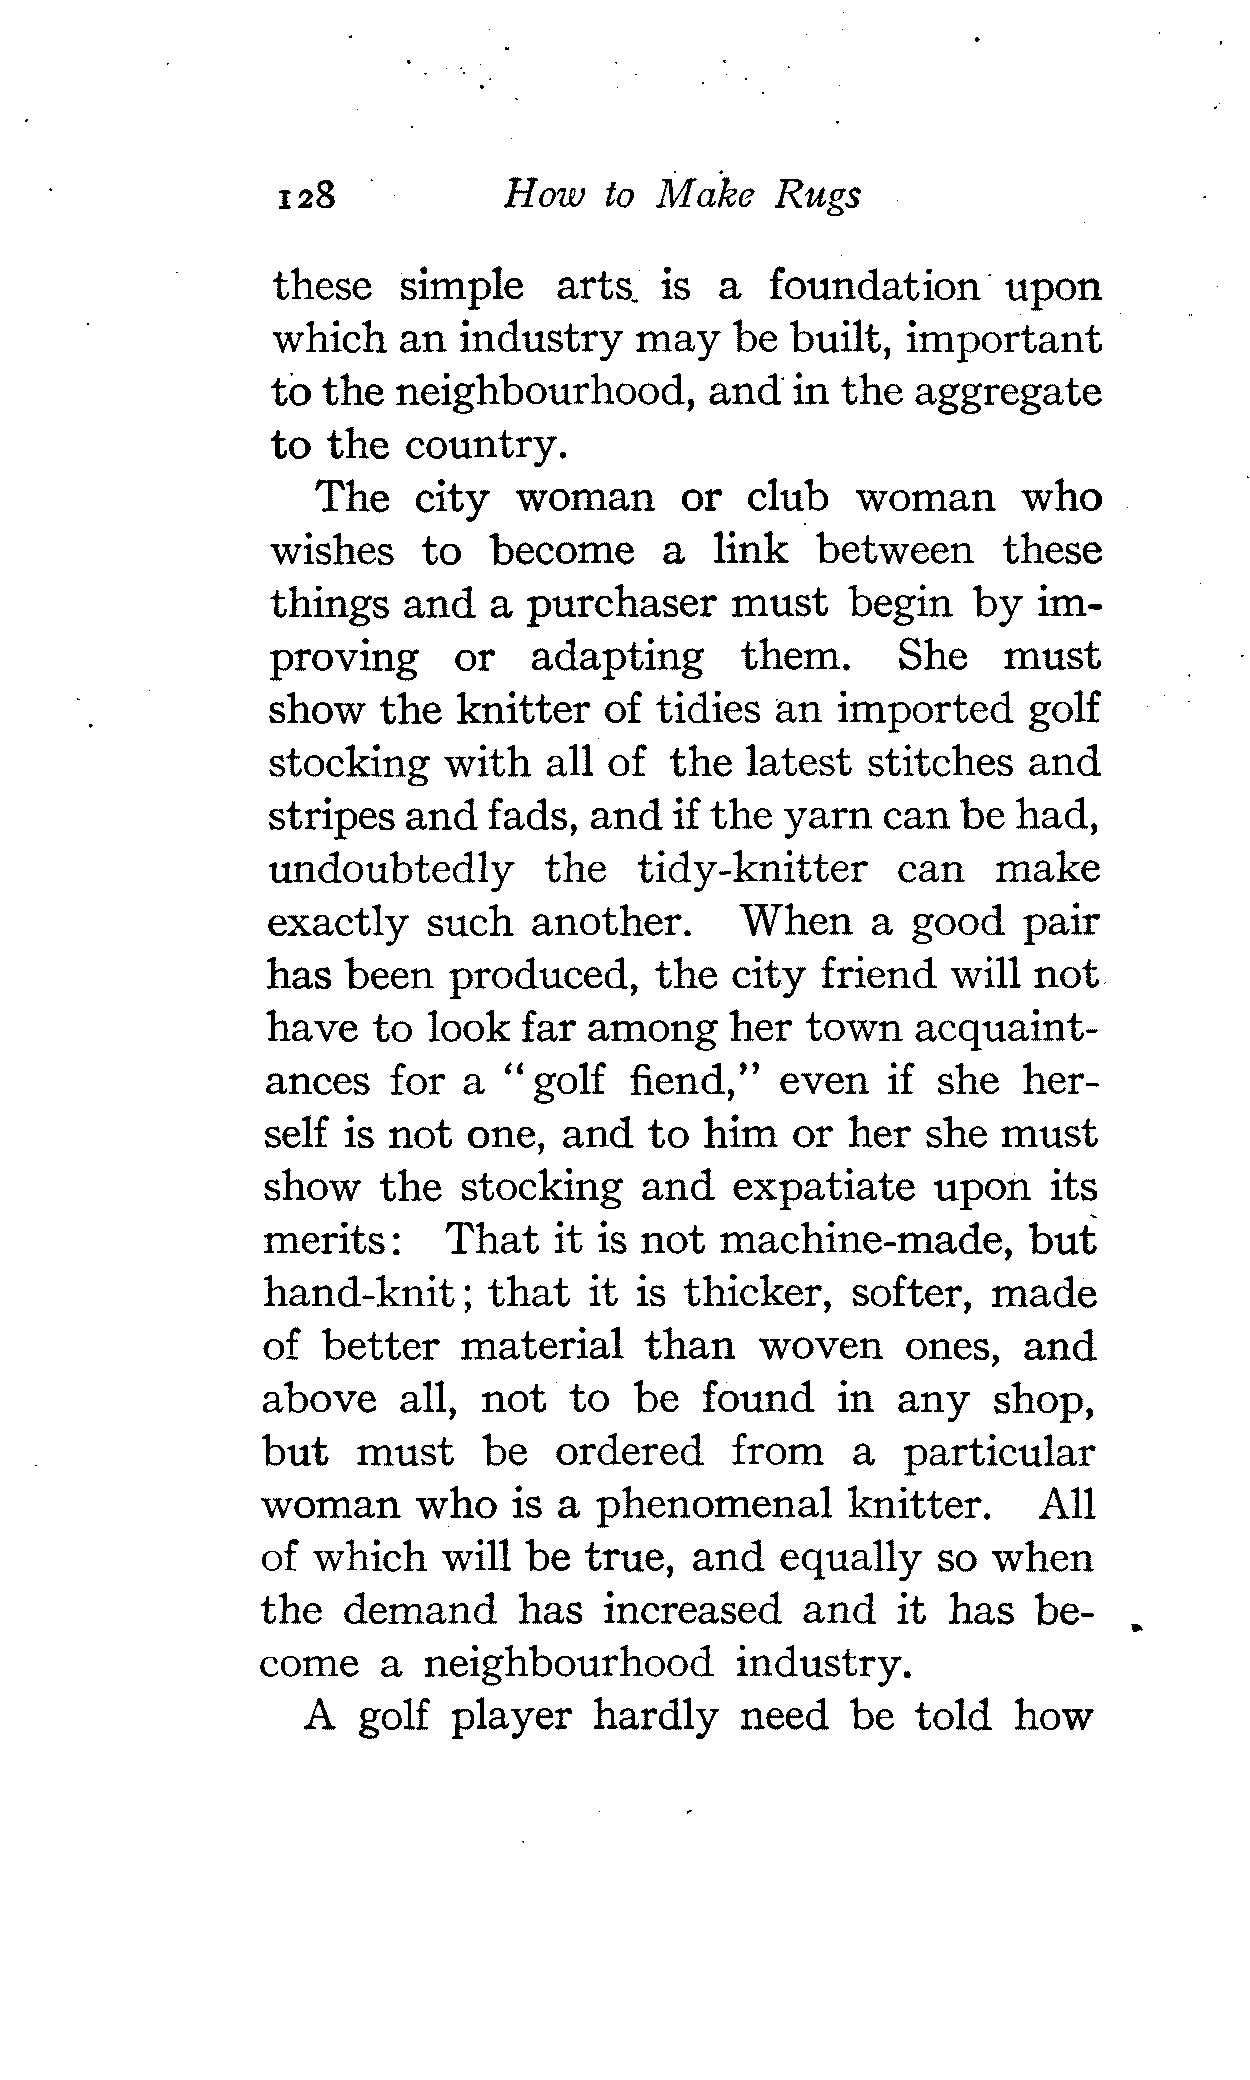 128 How to Make Rugs
these simple arts is a foundation upon
which an industry may be built, important
to the neighbourhood, and in the aggregate
to the country.
The city woman or club woman who
wishes to become a link between these
things and a purchaser must begin by im-
proving or adapting them. She must
show the knitter of tidies an imported golf
stocking with all of the latest stitches and
stripes and fads, and if the yarn can be had,
undoubtedly the tidy-knitter can make
exactly such another. When a good pair
has been produced, the city friend will not
have to look far among her town acquaint-
ances for a "golf fiend," even if she her-
self is not one, and to him or her she must
show the stocking and expatiate upon its
merits: That it is not machine-made, but
hand-knit; that it is thicker, softer, made
of better material than woven ones, and
above all, not to be found in any shop,
but must be ordered from a particular
woman who is a phenomenal knitter. All
of which will be true, and equally so when
the demand has increased and it has be-
come a neighbourhood industry.
A golf player hardly need be told how